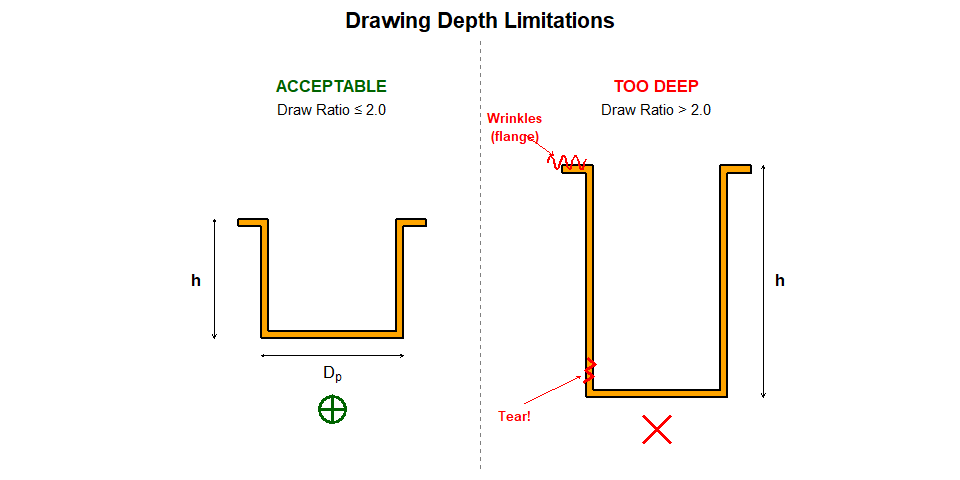 Drawing Depth Limitations
ACCEPTABLE
Draw Ratio ≤ 2.0
h
Dp
TOO DEEP
Draw Ratio > 2.0
Wrinkles
(flange)
h
Tear!